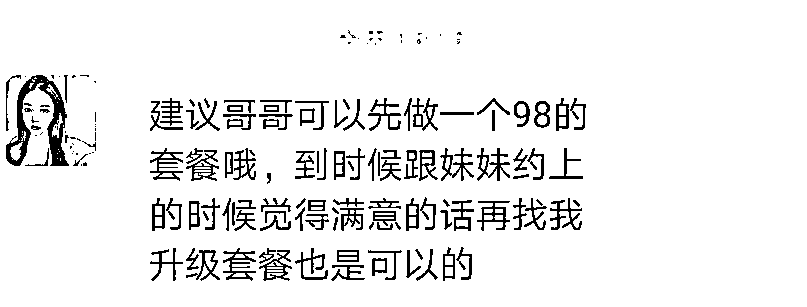 建议哥哥可以先做一个98的
套餐哦，到时候跟妹妹约上
的时候觉得满意的话再找我
升级套餐也是可以的